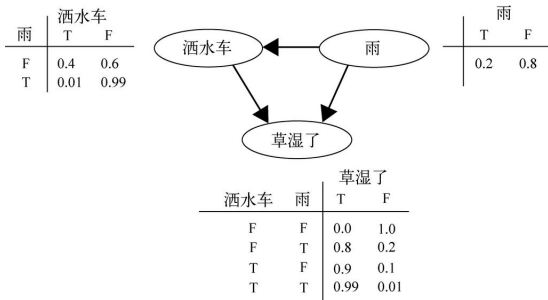 洒水车
雨 T F
F 0.4 0.6
T 0.01 0.99
洒水车
雨
雨
T F
0.2 0.8
草湿了
草湿了
洒水车 雨 T F
F F 0.0 1.0
F T 0.8 0.2
T F 0.9 0.1
T T 0.99 0.01